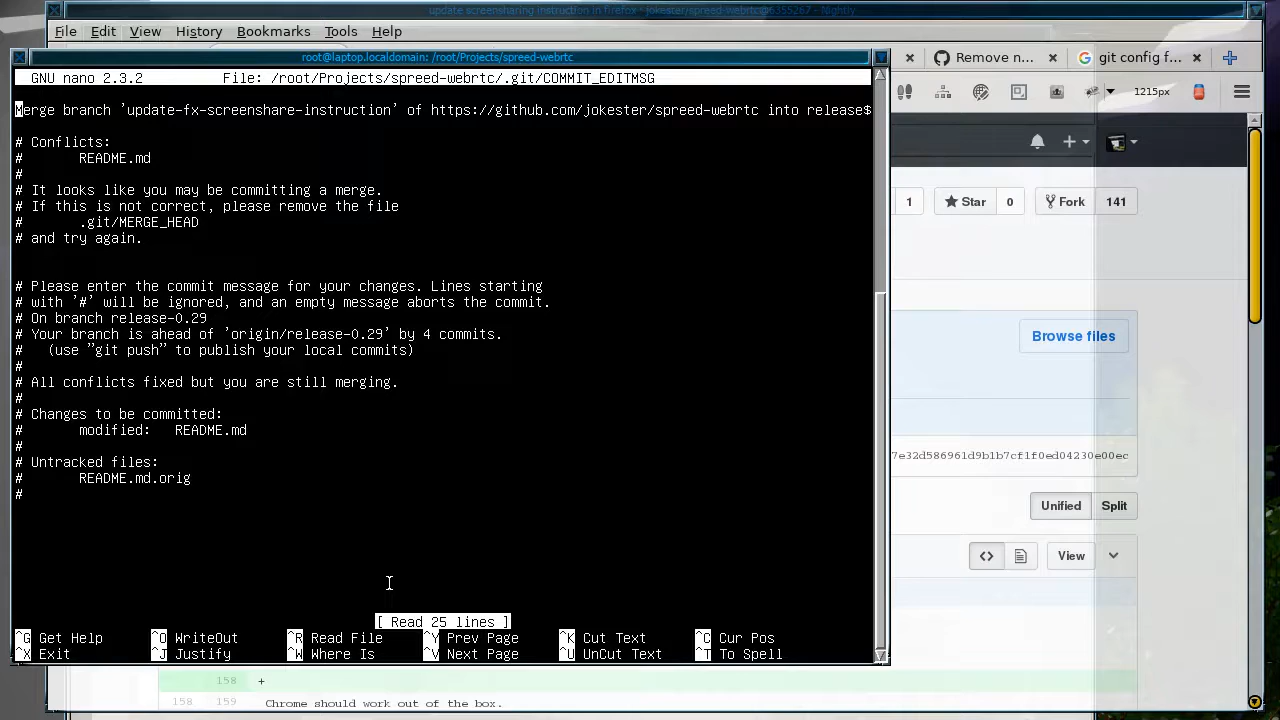 update screensharing instruction in firefox · jokester/spreed-webrtc@6355267 - Nightly
File Edit View History Bookmarks Tools Help
root@laptop.localdomain: /root/Projects/spreed-webrtc
Remove n...
git config f...
GNU nano 2.3.2 File: /root/Projects/spreed-webrtc/.git/COMMIT_EDITMSG
1215px
Merge branch 'update-fx-screenshare-instruction' of https://github.com/jokester/spreed-webrtc into release$
# Conflicts:
# README.md
#
# It looks like you may be committing a merge.
# If this is not correct, please remove the file
# .git/MERGE_HEAD
# and try again.
# Please enter the commit message for your changes. Lines starting
# with '#' will be ignored, and an empty message aborts the commit.
# On branch release-0.29
# Your branch is ahead of 'origin/release-0.29' by 4 commits.
# (use "git push" to publish your local commits)
#
# All conflicts fixed but you are still merging.
#
# Changes to be committed:
# modified: README.md
#
# Untracked files:
# README.md.orig
#
[ Read 25 lines ]
^G Get Help ^O WriteOut ^R Read File ^Y Prev Page ^K Cut Text ^C Cur Pos
^X Exit ^J Justify ^W Where Is ^V Next Page ^U UnCut Text ^T To Spell
1 Star 0 Fork 141
Browse files
7e32d586961d9b1b7cf1f0ed04230e00ec
Unified Split
View
158 +
158 159 Chrome should work out of the box.